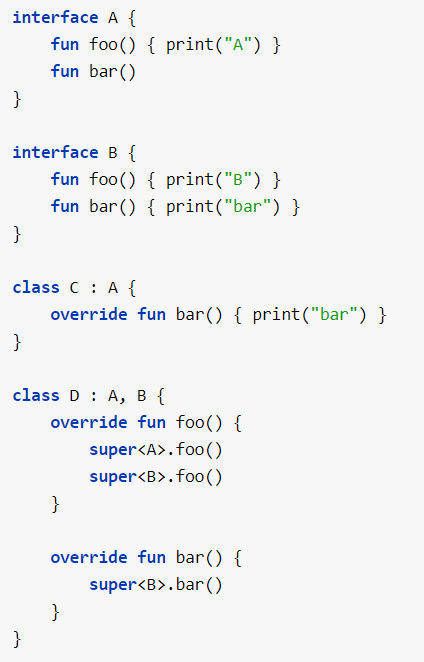 interface A {
    fun foo() { print("A") }
    fun bar()
}

interface B {
    fun foo() { print("B") }
    fun bar() { print("bar") }
}

class C : A {
    override fun bar() { print("bar") }
}

class D : A, B {
    override fun foo() {
        super<A>.foo()
        super<B>.foo()
    }

    override fun bar() {
        super<B>.bar()
    }
}